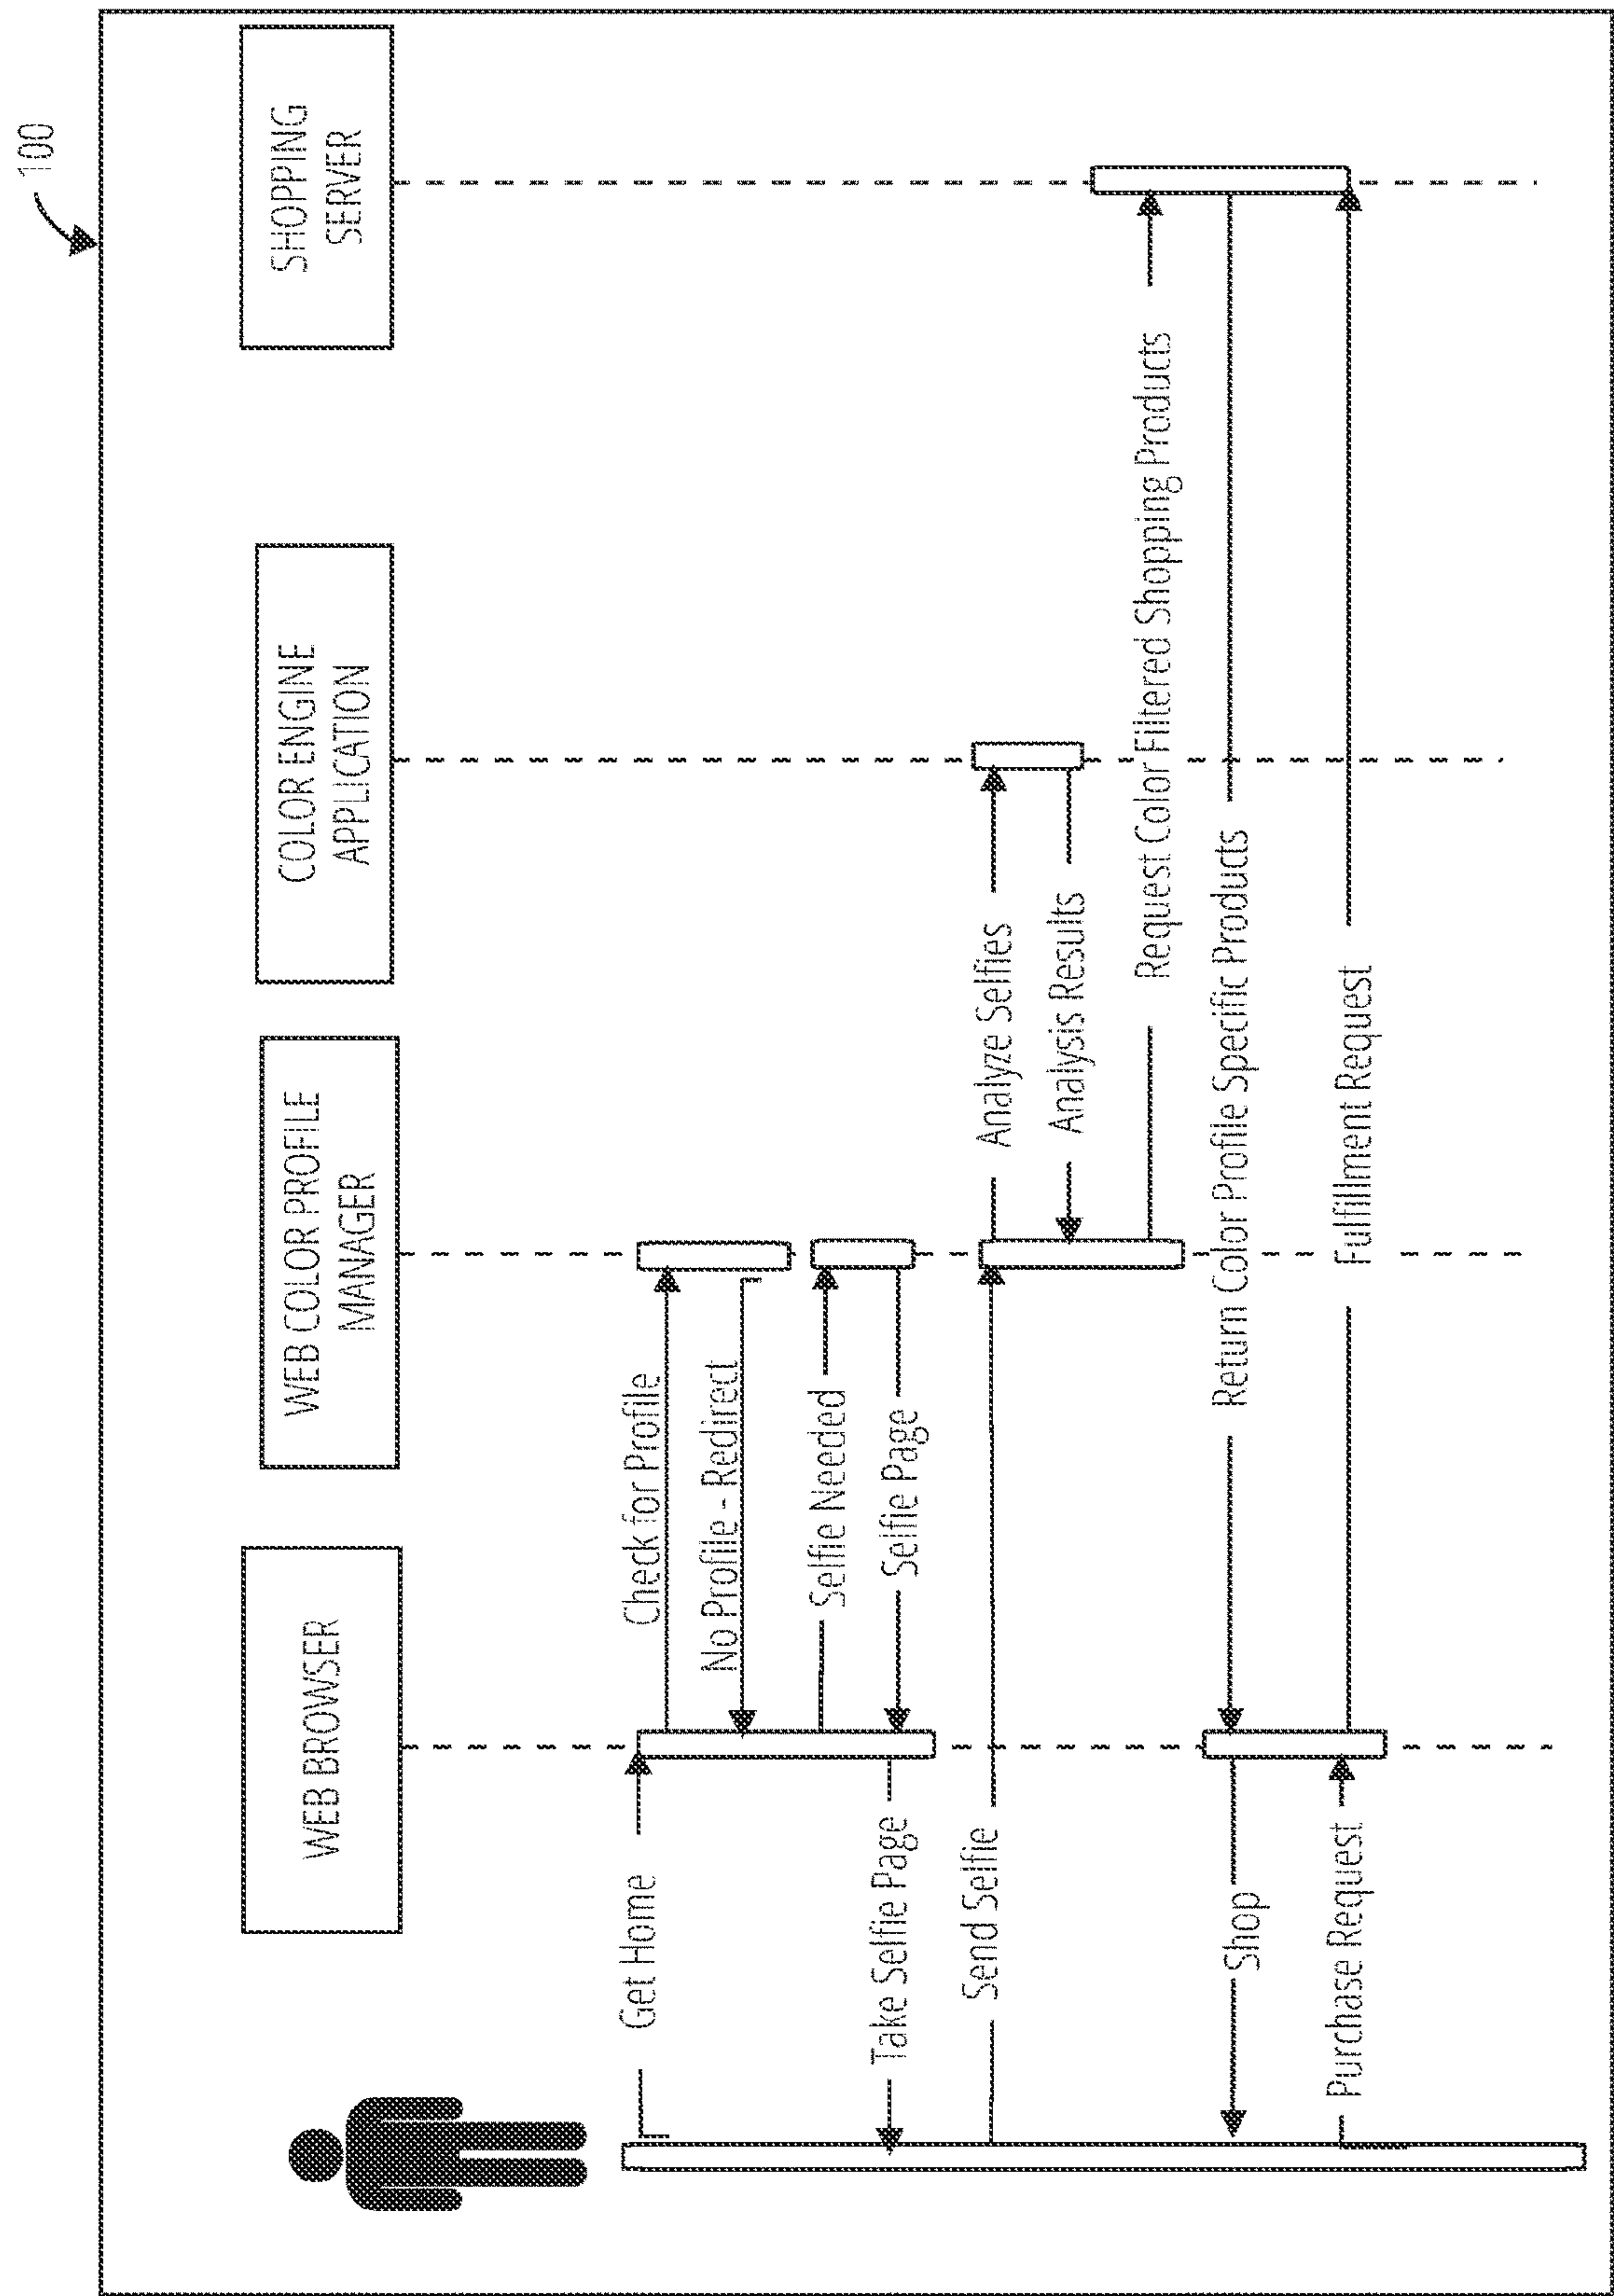 100
WEB BROWSER
WEB COLOR PROFILE
MANAGER
COLOR ENGINE
APPLICATION
SHOPPING
SERVER
Get Home
Check for Profile
No Profile - Redirect
Selfie Needed
Take Selfie Page
Selfie Page
Send Selfie
Analyze Selfies
Analysis Results
Request Color Filtered Shopping Products
Return Color Profile Specific Products
Shop
Purchase Request
Fulfillment Request